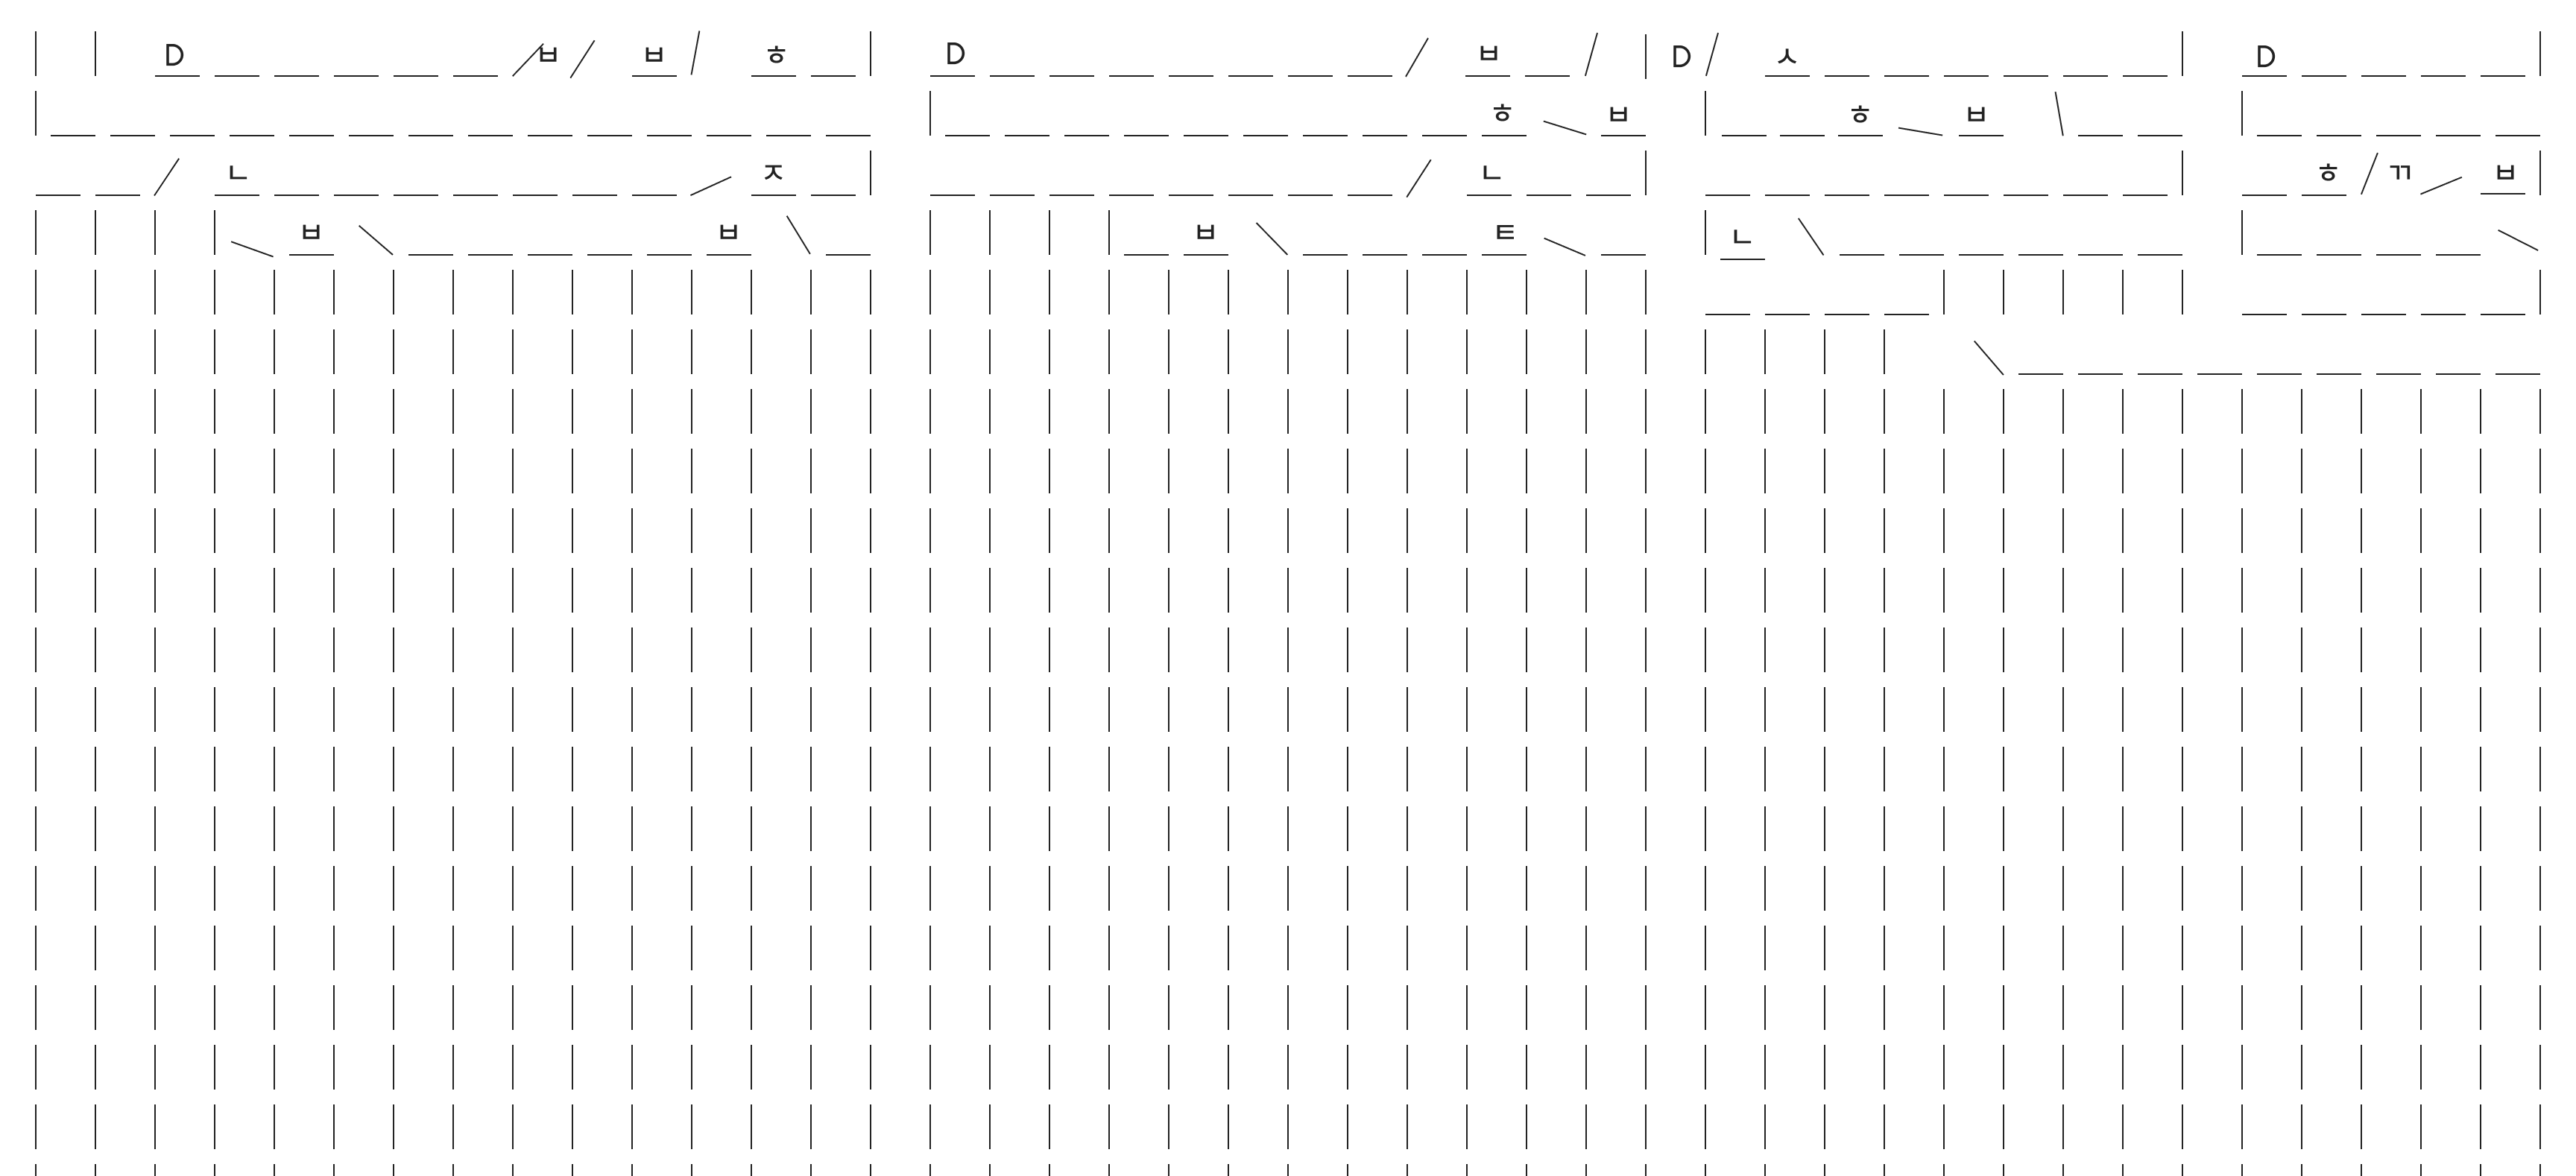 D ㅂ ㅂ ㅎ D ㅂ D ㅅ D
ㅎ ㅂ ㅎ ㅂ
ㄴ ㅈ ㄴ ㅎ ㄲ ㅂ
ㅂ ㅂ ㅂ ㅌ ㄴ